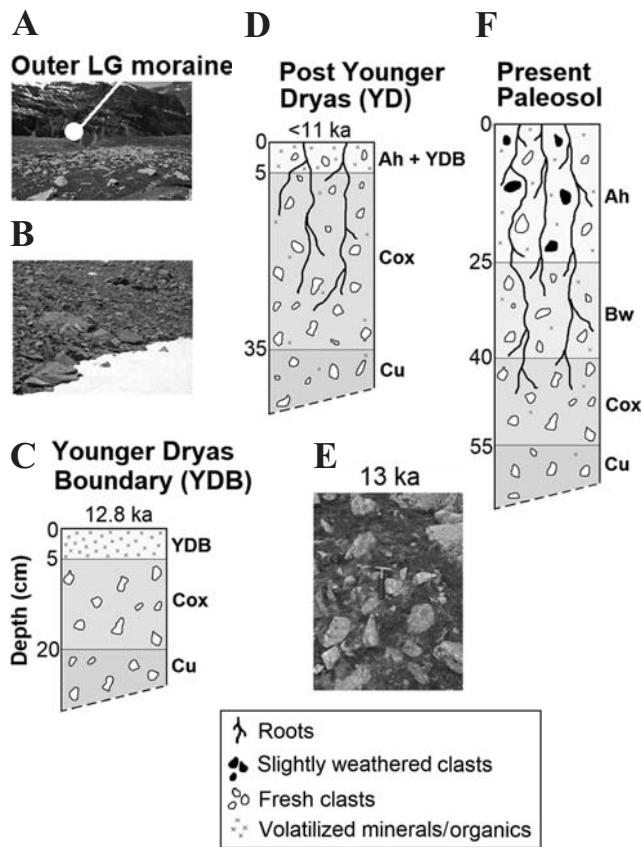 A
Outer LG moraine
B
C
Younger Dryas
Boundary (YDB)
12.8 ka
Depth (cm)
0
5
20
YDB
Cox
Cu
D
Post Younger
Dryas (YD)
<11 ka
0
5
35
Ah + YDB
Cox
Cu
E
13 ka
F
Present
Paleosol
0
25
40
55
Ah
Bw
Cox
Cu
Roots
Slightly weathered clasts
Fresh clasts
Volatilized minerals/organics